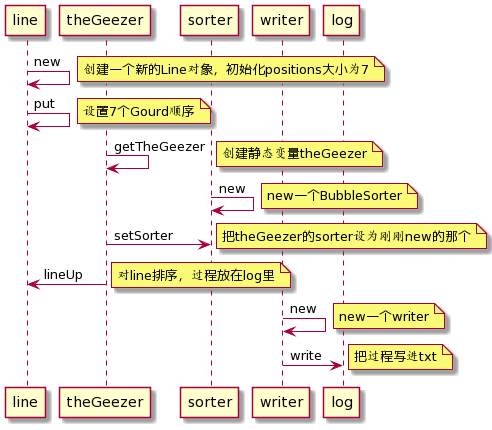 line theGeezer sorter writer log
new
创建一个新的Line对象，初始化positions大小为7
put
设置7个Gourd顺序
getTheGeezer
创建静态变量theGeezer
new
new一个BubbleSorter
setSorter
把theGeezer的sorter设为刚刚new的那个
lineUp
对line排序，过程放在log里
new
new一个writer
write
把过程写进txt
line theGeezer sorter writer log